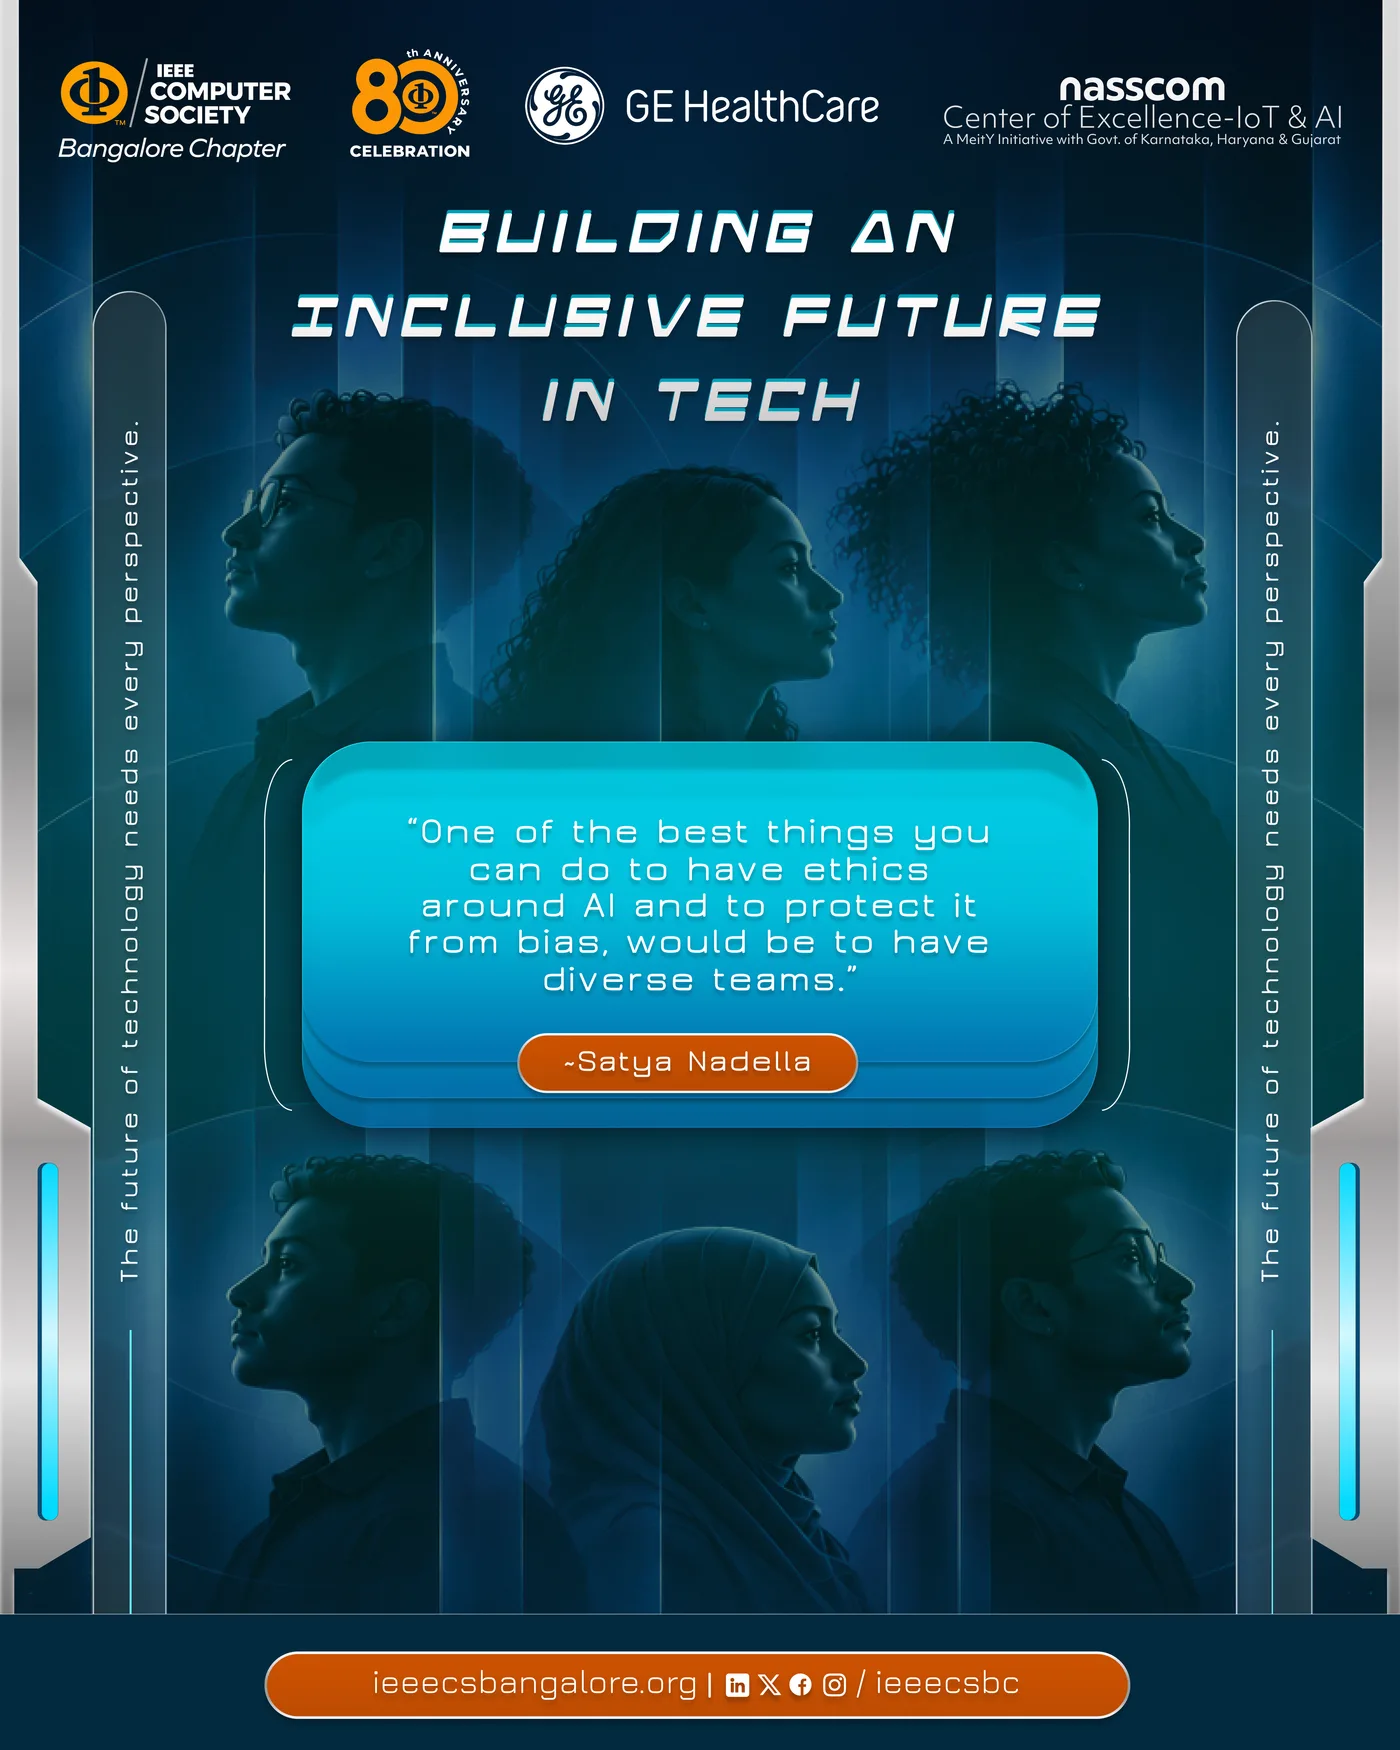 IEEE
COMPUTER
SOCIETY
TM
Bangalore Chapter
80th ANNIVERSARY
CELEBRATION
GE HealthCare
nasscom
Center of Excellence-IoT & AI
A MeitY Initiative with Govt. of Karnataka, Haryana & Gujarat
BUILDING AN
INCLUSIVE FUTURE
IN TECH
The future of technology needs every perspective.
“One of the best things you
can do to have ethics
around AI and to protect it
from bias, would be to have
diverse teams.”
~Satya Nadella
The future of technology needs every perspective.
ieeecsbangalore.org | in X f / ieeecsbc